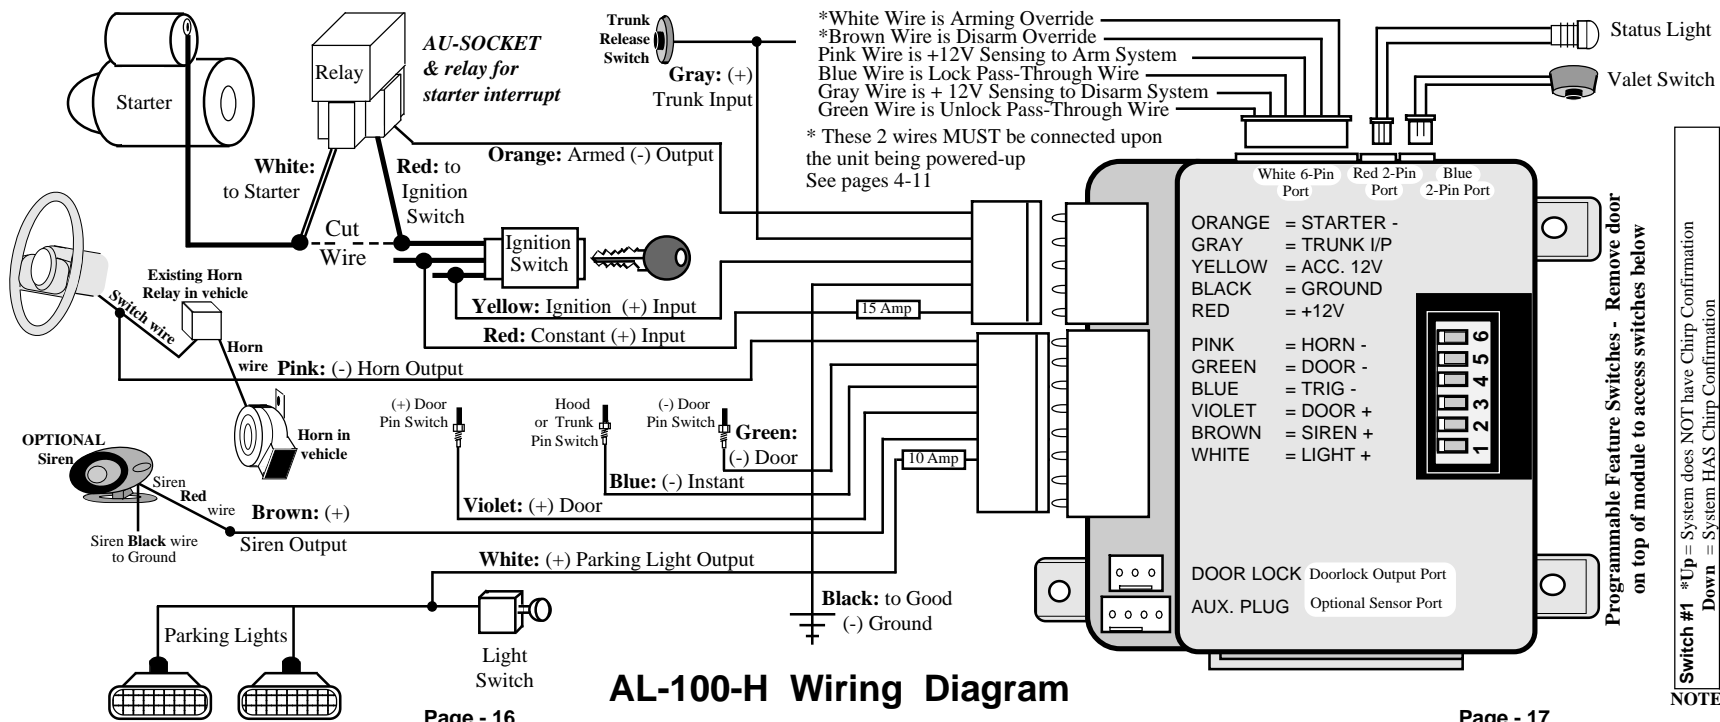 Starter
Relay
AU-SOCKET
& relay for
starter interrupt
Trunk
Release
Switch
Gray: (+)
Trunk Input
*White Wire is Arming Override
*Brown Wire is Disarm Override
Pink Wire is +12V Sensing to Arm System
Blue Wire is Lock Pass-Through Wire
Gray Wire is + 12V Sensing to Disarm System
Green Wire is Unlock Pass-Through Wire
* These 2 wires MUST be connected upon
the unit being powered-up
See pages 4-11
Status Light
Valet Switch
White 6-Pin
Port
Red 2-Pin
Port
Blue
2-Pin Port
White:
to Starter
Red: to
Ignition
Switch
Orange: Armed (-) Output
Cut
Wire
Ignition
Switch
Yellow: Ignition (+) Input
Red: Constant (+) Input
15 Amp
Existing Horn
Relay in vehicle
Switch wire
Horn
wire
Pink: (-) Horn Output
Horn in
vehicle
(+) Door
Pin Switch
Hood
or Trunk
Pin Switch
(-) Door
Pin Switch
Green:
(-) Door
Blue: (-) Instant
Violet: (+) Door
10 Amp
OPTIONAL
Siren
Siren
Red
wire
Brown: (+)
Siren Output
Siren Black wire
to Ground
White: (+) Parking Light Output
Black: to Good
(-) Ground
Parking Lights
Light
Switch
ORANGE = STARTER -
GRAY = TRUNK I/P
YELLOW = ACC. 12V
BLACK = GROUND
RED = +12V
PINK = HORN -
GREEN = DOOR -
BLUE = TRIG -
VIOLET = DOOR +
BROWN = SIREN +
WHITE = LIGHT +
1 2 3 4 5 6
DOOR LOCK Doorlock Output Port
AUX. PLUG Optional Sensor Port
Programmable Feature Switches - Remove door
on top of module to access switches below
Switch #1 *Up = System does NOT have Chirp Confirmation
Down = System HAS Chirp Confirmation
NOTE
AL-100-H Wiring Diagram
Page - 16
Page - 17